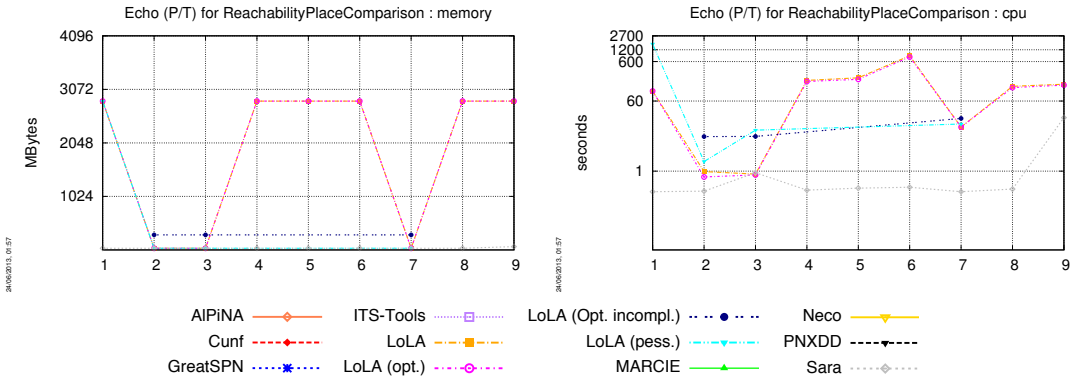 Echo (P/T) for ReachabilityPlaceComparison : memory
4096
3072
2048
1024
MBytes
1 2 3 4 5 6 7 8 9
24/06/2013, 01:57
Echo (P/T) for ReachabilityPlaceComparison : cpu
2700
1200
600
60
1
seconds
1 2 3 4 5 6 7 8 9
24/06/2013, 01:57
AlPiNA ITS-Tools LoLA (Opt. incompl.) Neco
Cunf LoLA LoLA (pess.) PNXDD
GreatSPN LoLA (opt.) MARCIE Sara